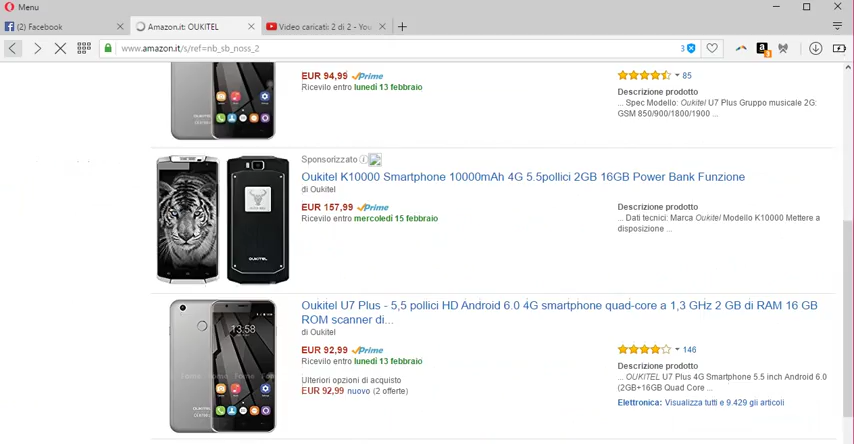 Menu
(2) Facebook
Amazon.it: OUKITEL
Video caricati: 2 di 2 - You
www.amazon.it/s/ref=nb_sb_noss_2
3
EUR 94,99 Prime
Ricevilo entro lunedì 13 febbraio
85
Descrizione prodotto
... Spec Modello: Oukitel U7 Plus Gruppo musicale 2G:
GSM 850/900/1800/1900 ...
Sponsorizzato
Oukitel K10000 Smartphone 10000mAh 4G 5.5pollici 2GB 16GB Power Bank Funzione
di Oukitel
EUR 157,99 Prime
Ricevilo entro mercoledì 15 febbraio
Descrizione prodotto
... Dati tecnici: Marca Oukitel Modello K10000 Mettere a
disposizione ...
OUKITEL
Oukitel U7 Plus - 5,5 pollici HD Android 6.0 4G smartphone quad-core a 1,3 GHz 2 GB di RAM 16 GB
ROM scanner di...
di Oukitel
EUR 92,99 Prime
Ricevilo entro lunedì 13 febbraio
Ulteriori opzioni di acquisto
EUR 92,99 nuovo (2 offerte)
146
Descrizione prodotto
... OUKITEL U7 Plus 4G Smartphone 5.5 inch Android 6.0
(2GB+16GB Quad Core ...
Elettronica: Visualizza tutti e 9.429 gli articoli
13:58
OUKITEL